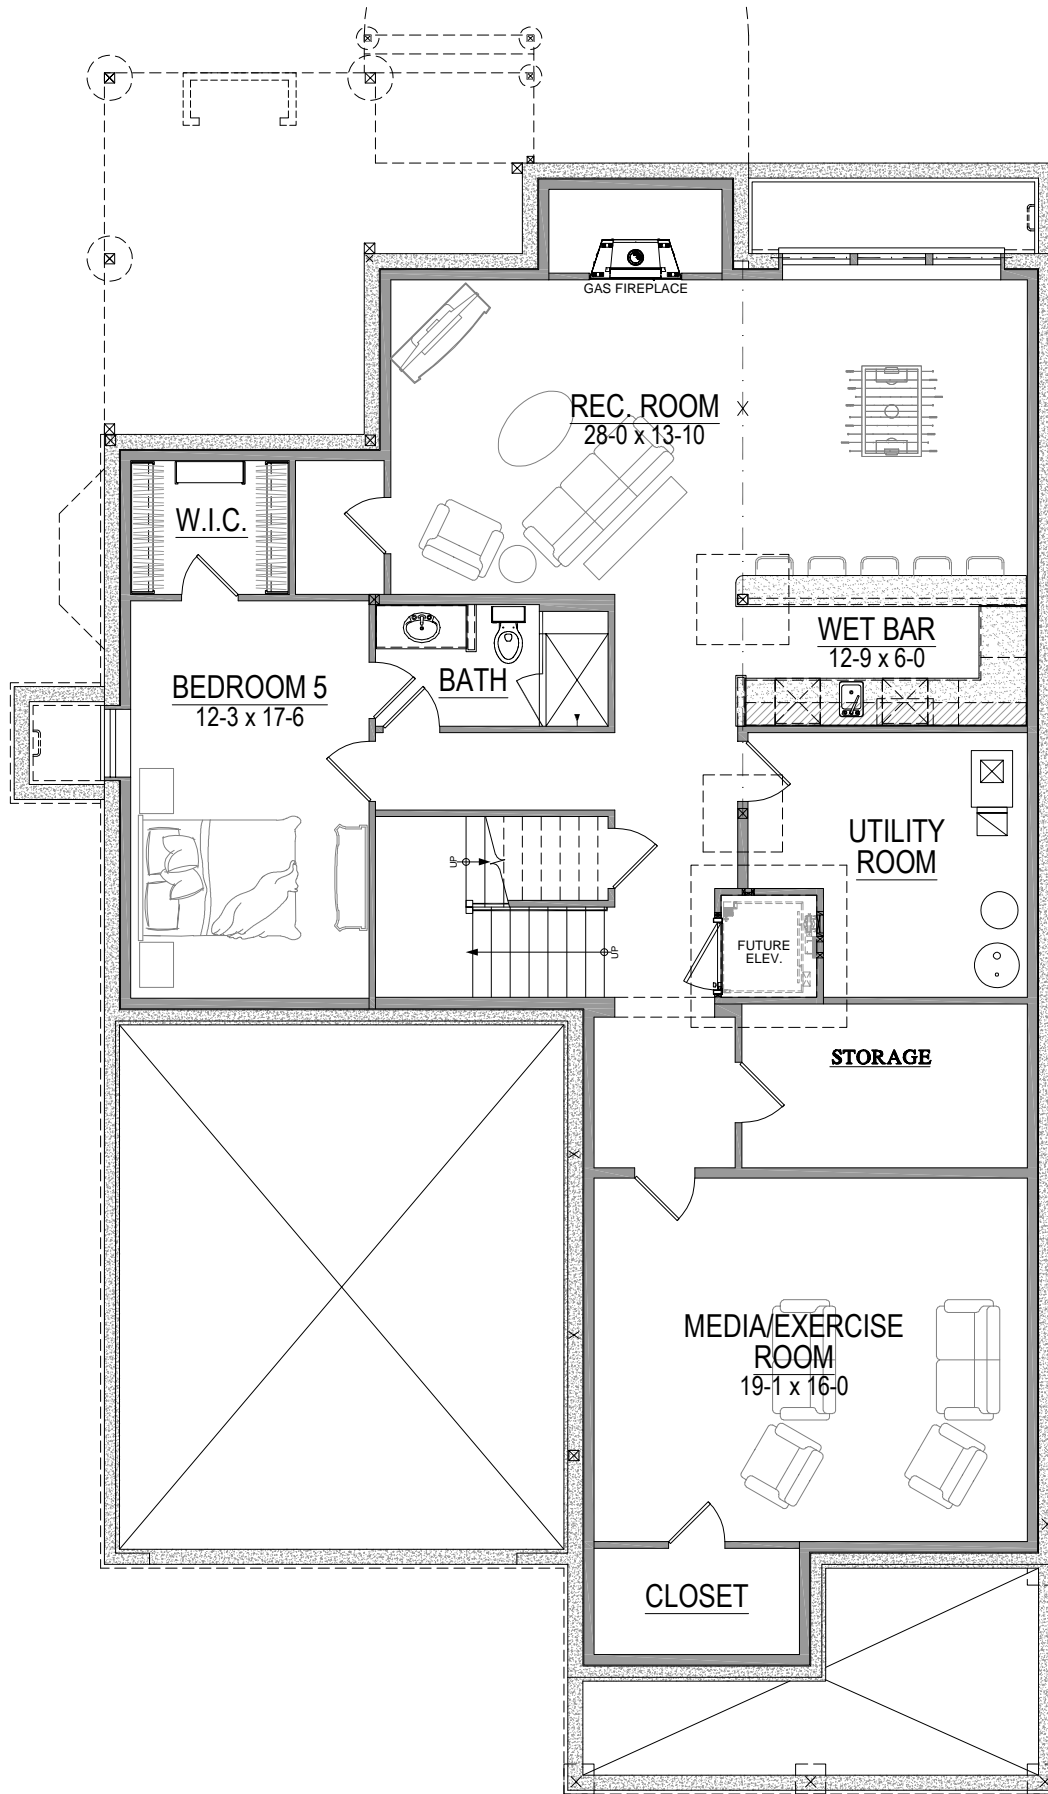 GAS FIREPLACE
REC. ROOM
28-0 x 13-10
W.I.C.
WET BAR
12-9 x 6-0
BATH
BEDROOM 5
12-3 x 17-6
UTILITY
ROOM
UP
FUTURE
ELEV.
UP
STORAGE
MEDIA/EXERCISE
ROOM
19-1 x 16-0
CLOSET